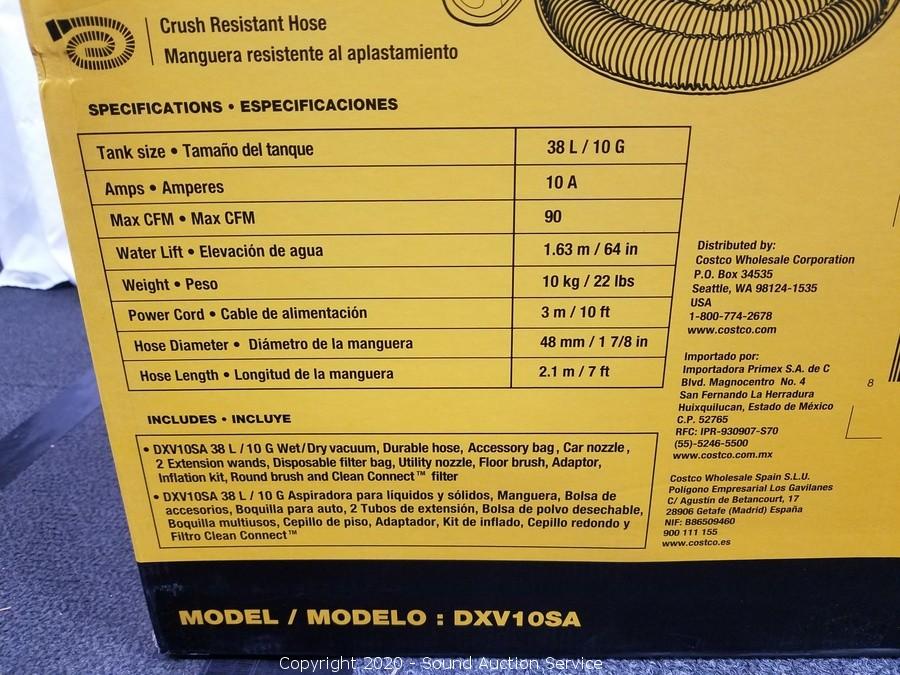 Crush Resistant Hose
Manguera resistente al aplastamiento
SPECIFICATIONS • ESPECIFICACIONES
Tank size • Tamaño del tanque 38 L / 10 G
Amps • Amperes 10 A
Max CFM • Max CFM 90
Water Lift • Elevación de agua 1.63 m / 64 in
Weight • Peso 10 kg / 22 lbs
Power Cord • Cable de alimentación 3 m / 10 ft
Hose Diameter • Diámetro de la manguera 48 mm / 1 7/8 in
Hose Length • Longitud de la manguera 2.1 m / 7 ft
INCLUDES • INCLUYE
• DXV10SA 38 L / 10 G Wet/Dry vacuum, Durable hose, Accessory bag, Car nozzle,
2 Extension wands, Disposable filter bag, Utility nozzle, Floor brush, Adaptor,
Inflation kit, Round brush and Clean Connect™ filter
• DXV10SA 38 L / 10 G Aspiradora para líquidos y sólidos, Manguera, Bolsa de
accesorios, Boquilla para auto, 2 Tubos de extensión, Bolsa de polvo desechable,
Boquilla multiusos, Cepillo de piso, Adaptador, Kit de inflado, Cepillo redondo y
Filtro Clean Connect™
Distributed by:
Costco Wholesale Corporation
P.O. Box 34535
Seattle, WA 98124-1535
USA
1-800-774-2678
www.costco.com
Importado por:
Importadora Primex S.A. de C
Blvd. Magnocentro No. 4
San Fernando La Herradura
Huixquilucan, Estado de México
C.P. 52765
RFC: IPR-930907-S70
(55)-5246-5500
www.costco.com.mx
Costco Wholesale Spain S.L.U.
Polígono Empresarial Los Gavilanes
C/ Agustín de Betancourt, 17
28906 Getafe (Madrid) España
NIF: B86509460
900 111 155
www.costco.es
8
MODEL / MODELO : DXV10SA
Copyright 2020 - Sound Auction Service